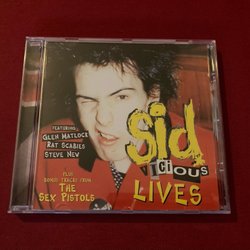 FEATURING
GLEN MATLOCK
RAT SCABIES
STEVE NEW
PLUS
BONUS TRACKS FROM
THE
SEX PISTOLS
Sid
Vicious
LIVES